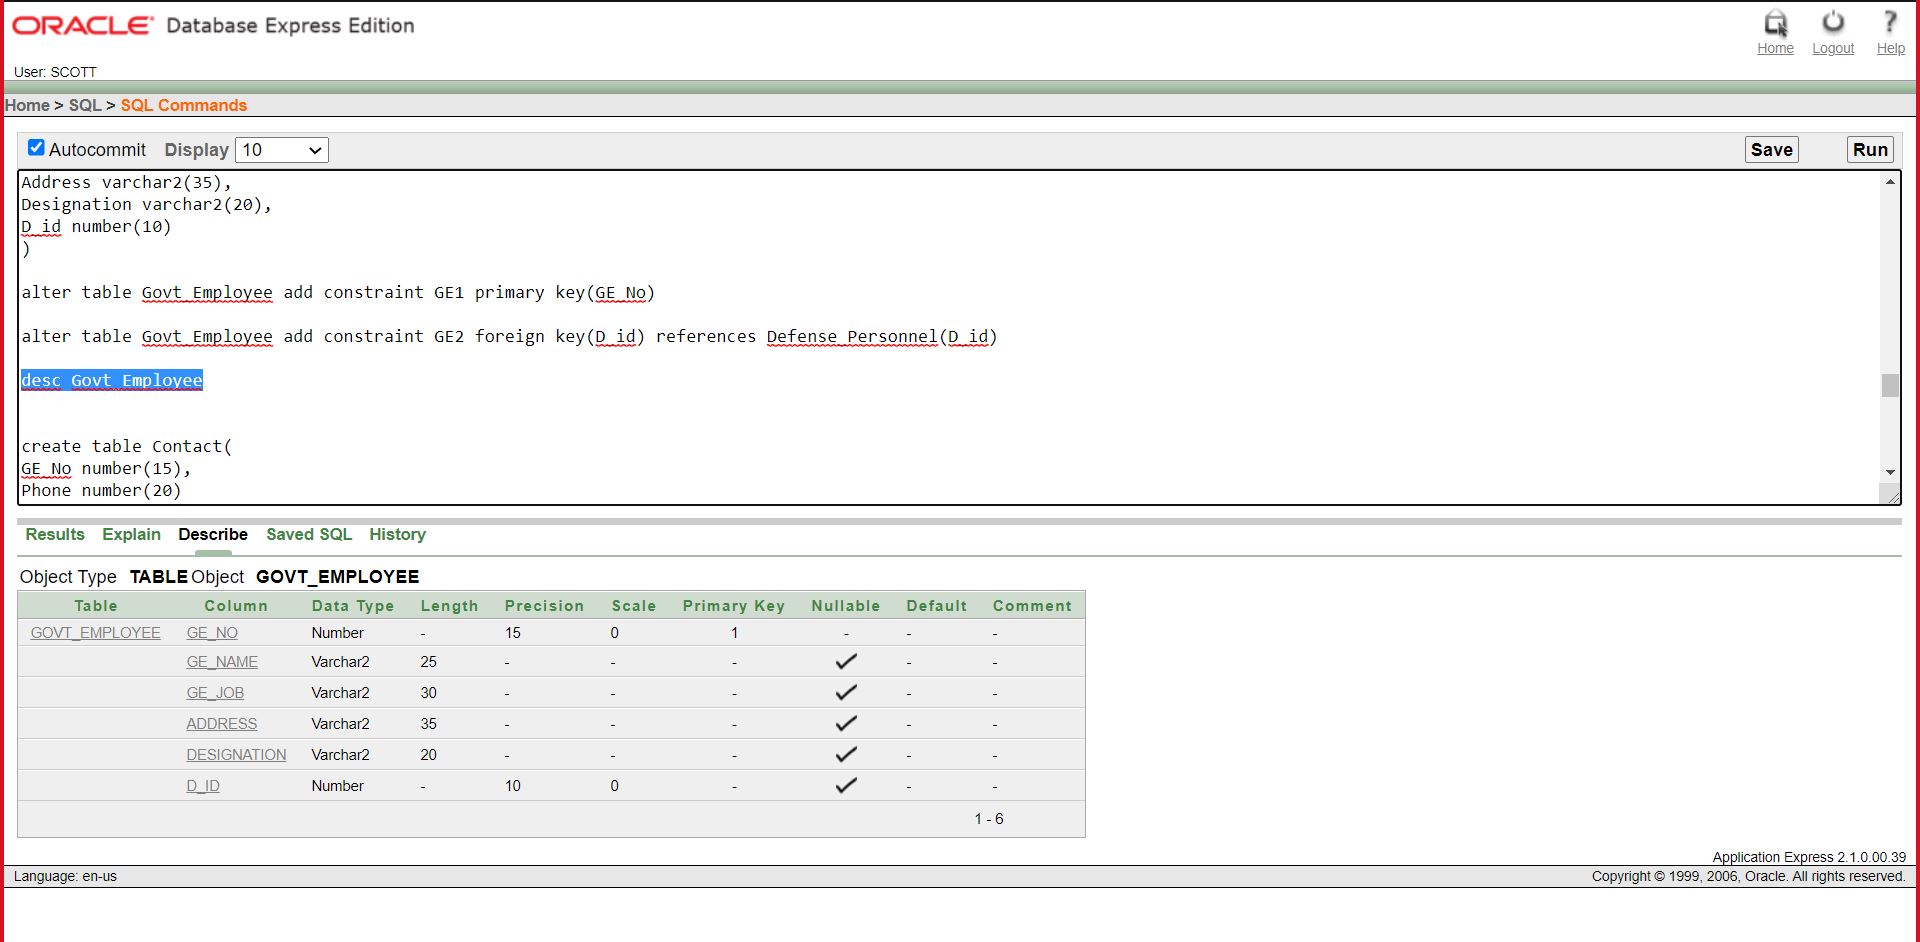 ORACLE Database Express Edition
Home Logout Help
User: SCOTT
Home > SQL > SQL Commands
Autocommit Display 10 Save Run
Address varchar2(35),
Designation varchar2(20),
D_id number(10)
)
alter table Govt_Employee add constraint GE1 primary key(GE_No)
alter table Govt_Employee add constraint GE2 foreign key(D_id) references Defense_Personnel(D_id)
desc Govt_Employee
create table Contact(
GE_No number(15),
Phone number(20)
Results Explain Describe Saved SQL History
Object Type TABLE Object GOVT_EMPLOYEE
Table Column Data Type Length Precision Scale Primary Key Nullable Default Comment
GOVT_EMPLOYEE GE_NO Number - 15 0 1 - - -
GE_NAME Varchar2 25 - - - - -
GE_JOB Varchar2 30 - - - - -
ADDRESS Varchar2 35 - - - - -
DESIGNATION Varchar2 20 - - - - -
D_ID Number - 10 0 - - -
1 - 6
Application Express 2.1.0.00.39
Language: en-us Copyright © 1999, 2006, Oracle. All rights reserved.